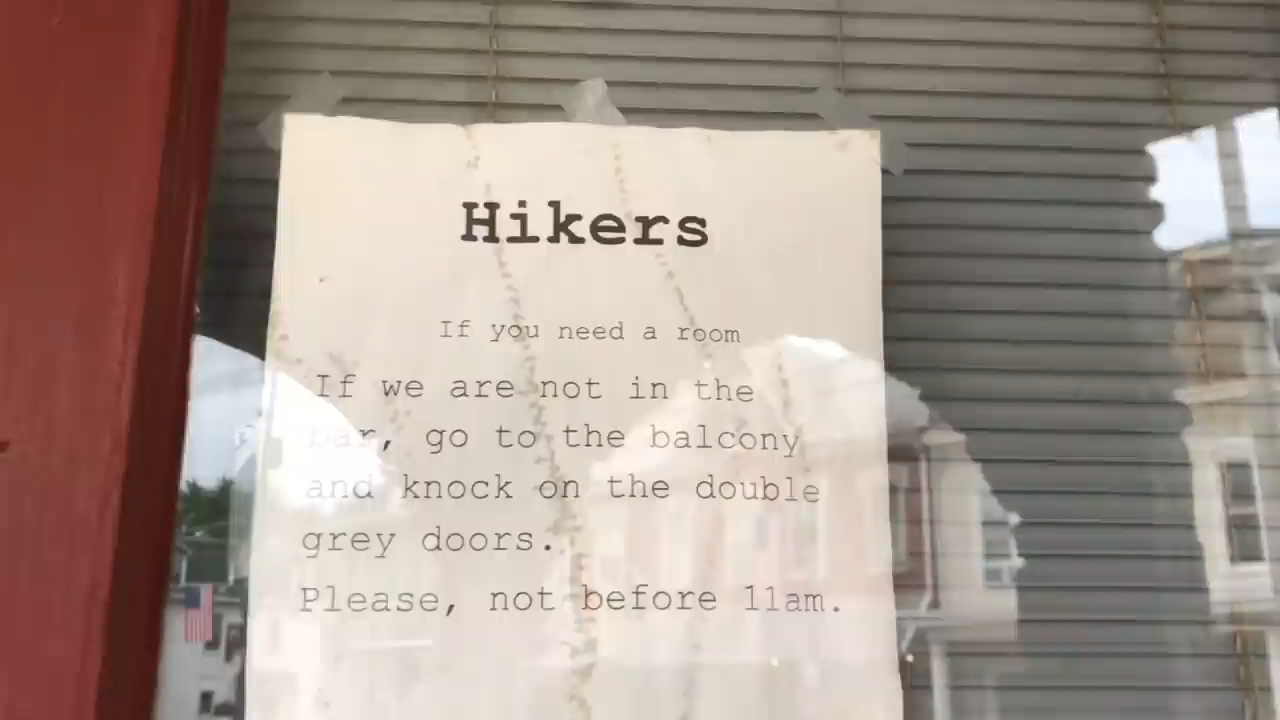 Hikers
If you need a room
If we are not in the
bar, go to the balcony
and knock on the double
grey doors.
Please, not before 11am.